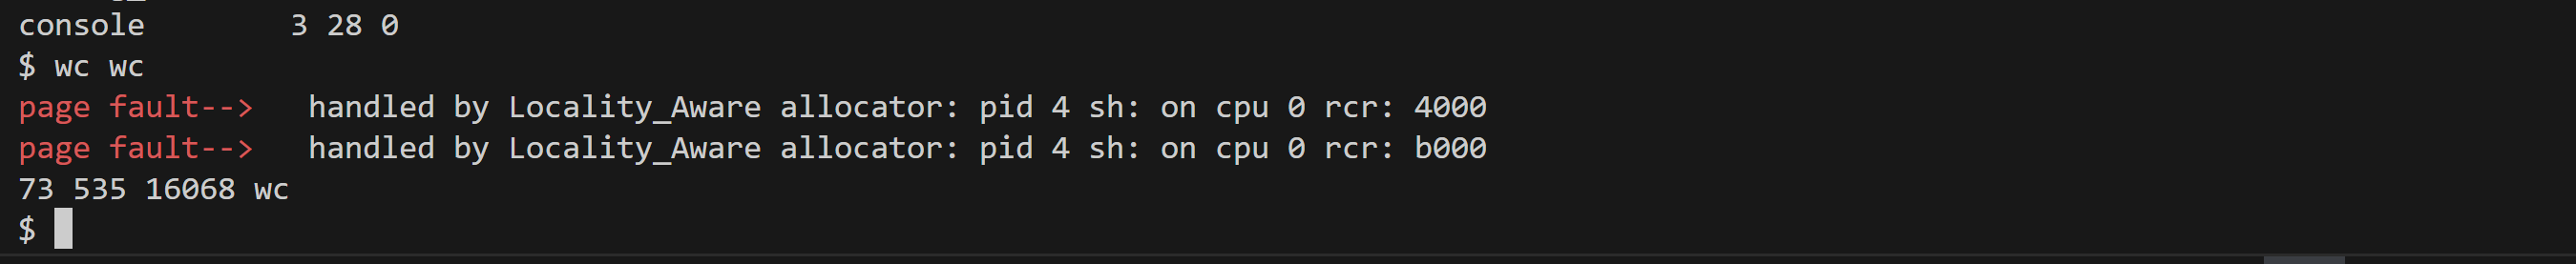 console        3 28 0
$ wc wc
page fault-->   handled by Locality_Aware allocator: pid 4 sh: on cpu 0 rcr: 4000
page fault-->   handled by Locality_Aware allocator: pid 4 sh: on cpu 0 rcr: b000
73 535 16068 wc
$